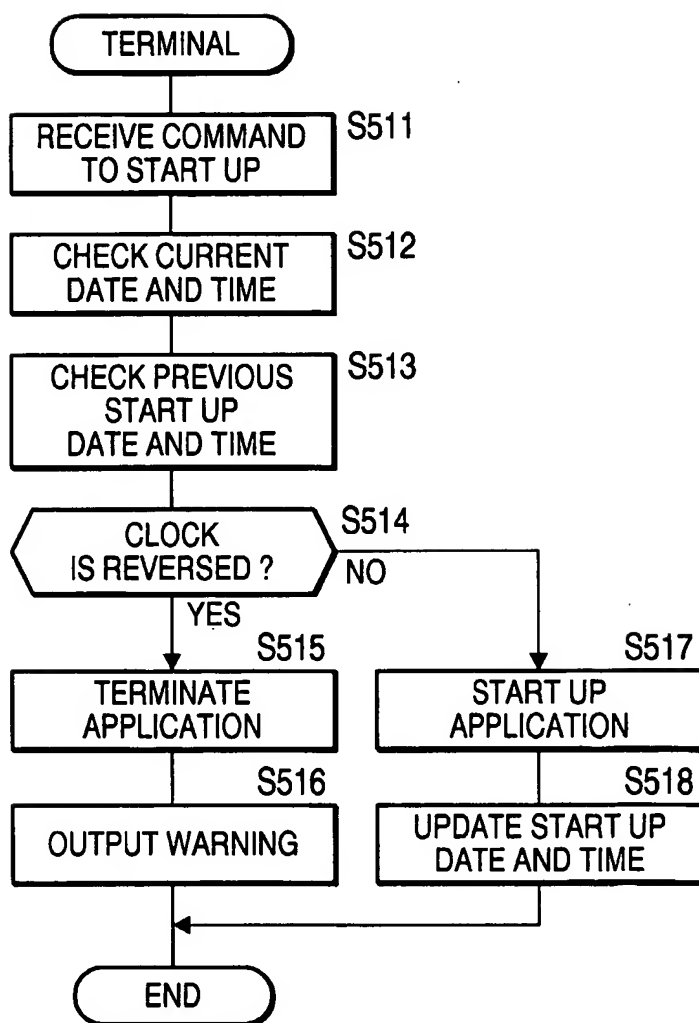 TERMINAL
RECEIVE COMMAND
TO START UP
S511
CHECK CURRENT
DATE AND TIME
S512
CHECK PREVIOUS
START UP
DATE AND TIME
S513
CLOCK
IS REVERSED ?
S514
NO
YES
S515
TERMINATE
APPLICATION
S516
OUTPUT WARNING
S517
START UP
APPLICATION
S518
UPDATE START UP
DATE AND TIME
END